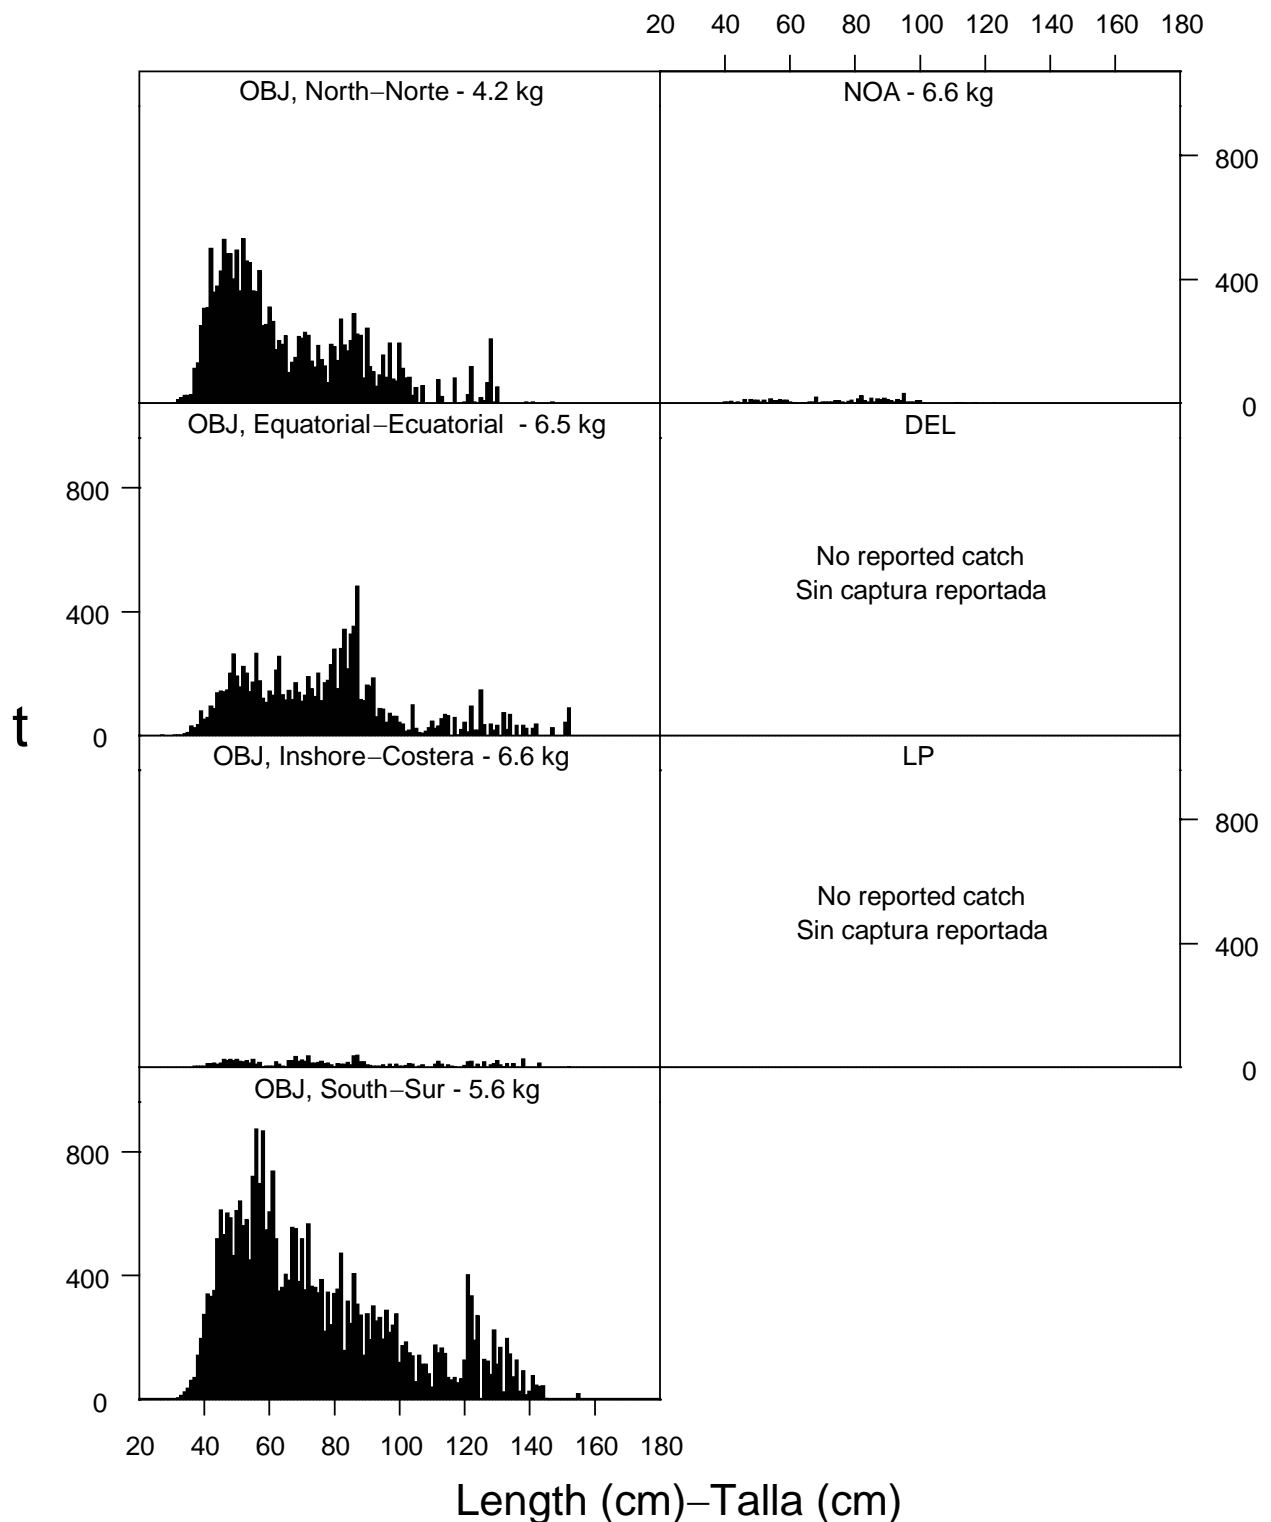 20 40 60 80 100 120 140 160 180
OBJ, North−Norte - 4.2 kg
NOA - 6.6 kg
800
400
0
OBJ, Equatorial−Ecuatorial - 6.5 kg
DEL
800
400
0
No reported catch
Sin captura reportada
t
OBJ, Inshore−Costera - 6.6 kg
LP
800
400
0
No reported catch
Sin captura reportada
OBJ, South−Sur - 5.6 kg
800
400
0
20 40 60 80 100 120 140 160 180
Length (cm)−Talla (cm)